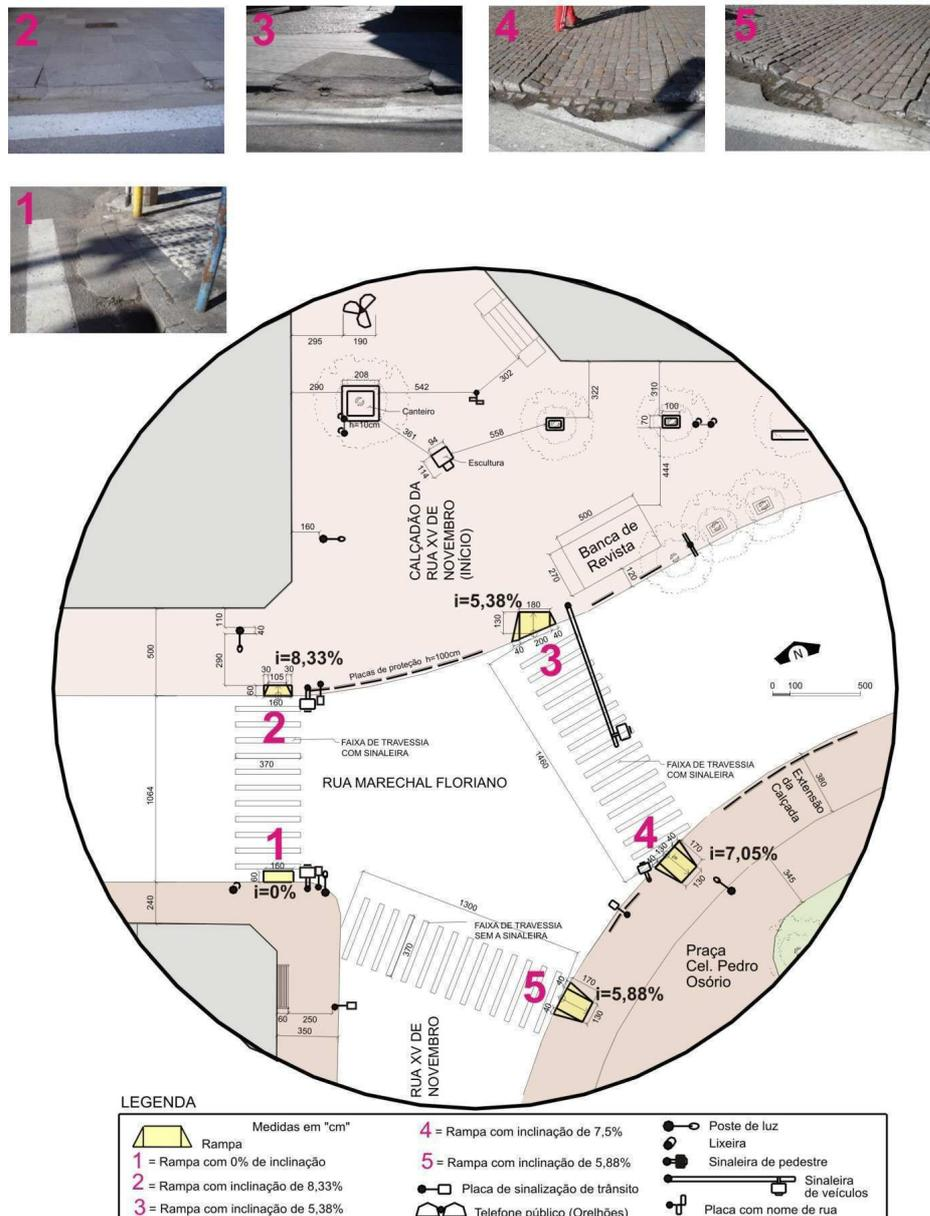 2
3
4
5
1
295
190
290
208
542
302
322
310
100
70
h=10cm
Canteiro
361
94
558
114
Escultura
444
160
CALÇADÃO DA
RUA XV DE
NOVEMBRO
(INÍCIO)
500
Banca de
Revista
270
120
i=5,38%
180
130
40
200
40
3
110
40
500
290
i=8,33%
30
30
105
60
160
Placas de proteção h=100cm
2
N
0
100
500
FAIXA DE TRAVESSIA
COM SINALEIRA
370
1460
FAIXA DE TRAVESSIA
COM SINALEIRA
RUA MARECHAL FLORIANO
1064
Extensão
da
Calçada
380
1
4
40
130
40
170
130
i=7,05%
160
60
i=0%
345
240
1300
FAIXA DE TRAVESSIA
SEM A SINALEIRA
370
Praça
Cel. Pedro
Osório
5
40
170
40
130
i=5,88%
60
250
350
RUA XV DE
NOVEMBRO
LEGENDA
Medidas em "cm"
Rampa
1 = Rampa com 0% de inclinação
2 = Rampa com inclinação de 8,33%
3 = Rampa com inclinação de 5,38%
4 = Rampa com inclinação de 7,5%
5 = Rampa com inclinação de 5,88%
Placa de sinalização de trânsito
Telefone público (Orelhões)
Poste de luz
Lixeira
Sinaleira de pedestre
Sinaleira
de veículos
Placa com nome de rua